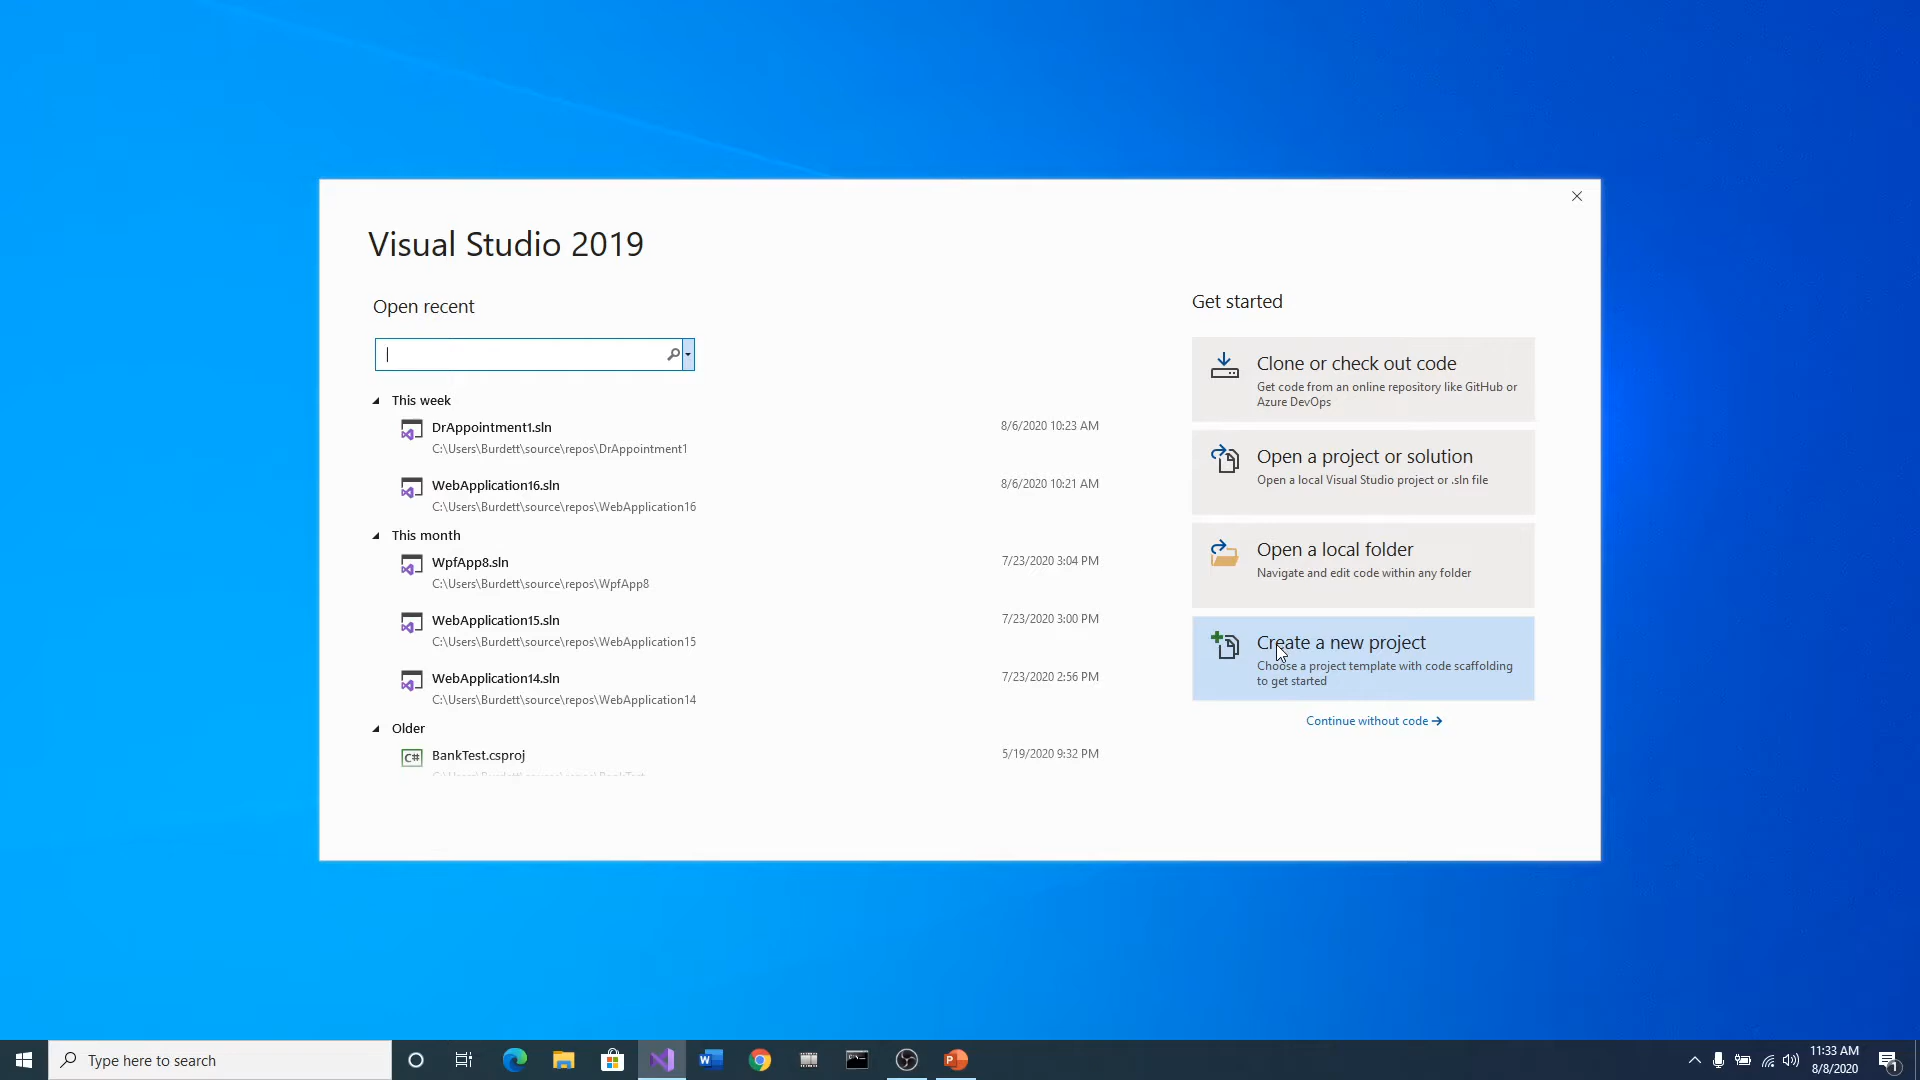 Visual Studio 2019
Open recent
This week
DrAppointment1.sln
8/6/2020 10:23 AM
C:\Users\Burdett\source\repos\DrAppointment1
WebApplication16.sln
8/6/2020 10:21 AM
C:\Users\Burdett\source\repos\WebApplication16
This month
WpfApp8.sln
7/23/2020 3:04 PM
C:\Users\Burdett\source\repos\WpfApp8
WebApplication15.sln
7/23/2020 3:00 PM
C:\Users\Burdett\source\repos\WebApplication15
WebApplication14.sln
7/23/2020 2:56 PM
C:\Users\Burdett\source\repos\WebApplication14
Older
C# BankTest.csproj
5/19/2020 9:32 PM
Get started
Clone or check out code
Get code from an online repository like GitHub or
Azure DevOps
Open a project or solution
Open a local Visual Studio project or .sln file
Open a local folder
Navigate and edit code within any folder
Create a new project
Choose a project template with code scaffolding
to get started
Continue without code →
Type here to search
11:33 AM
8/8/2020
1